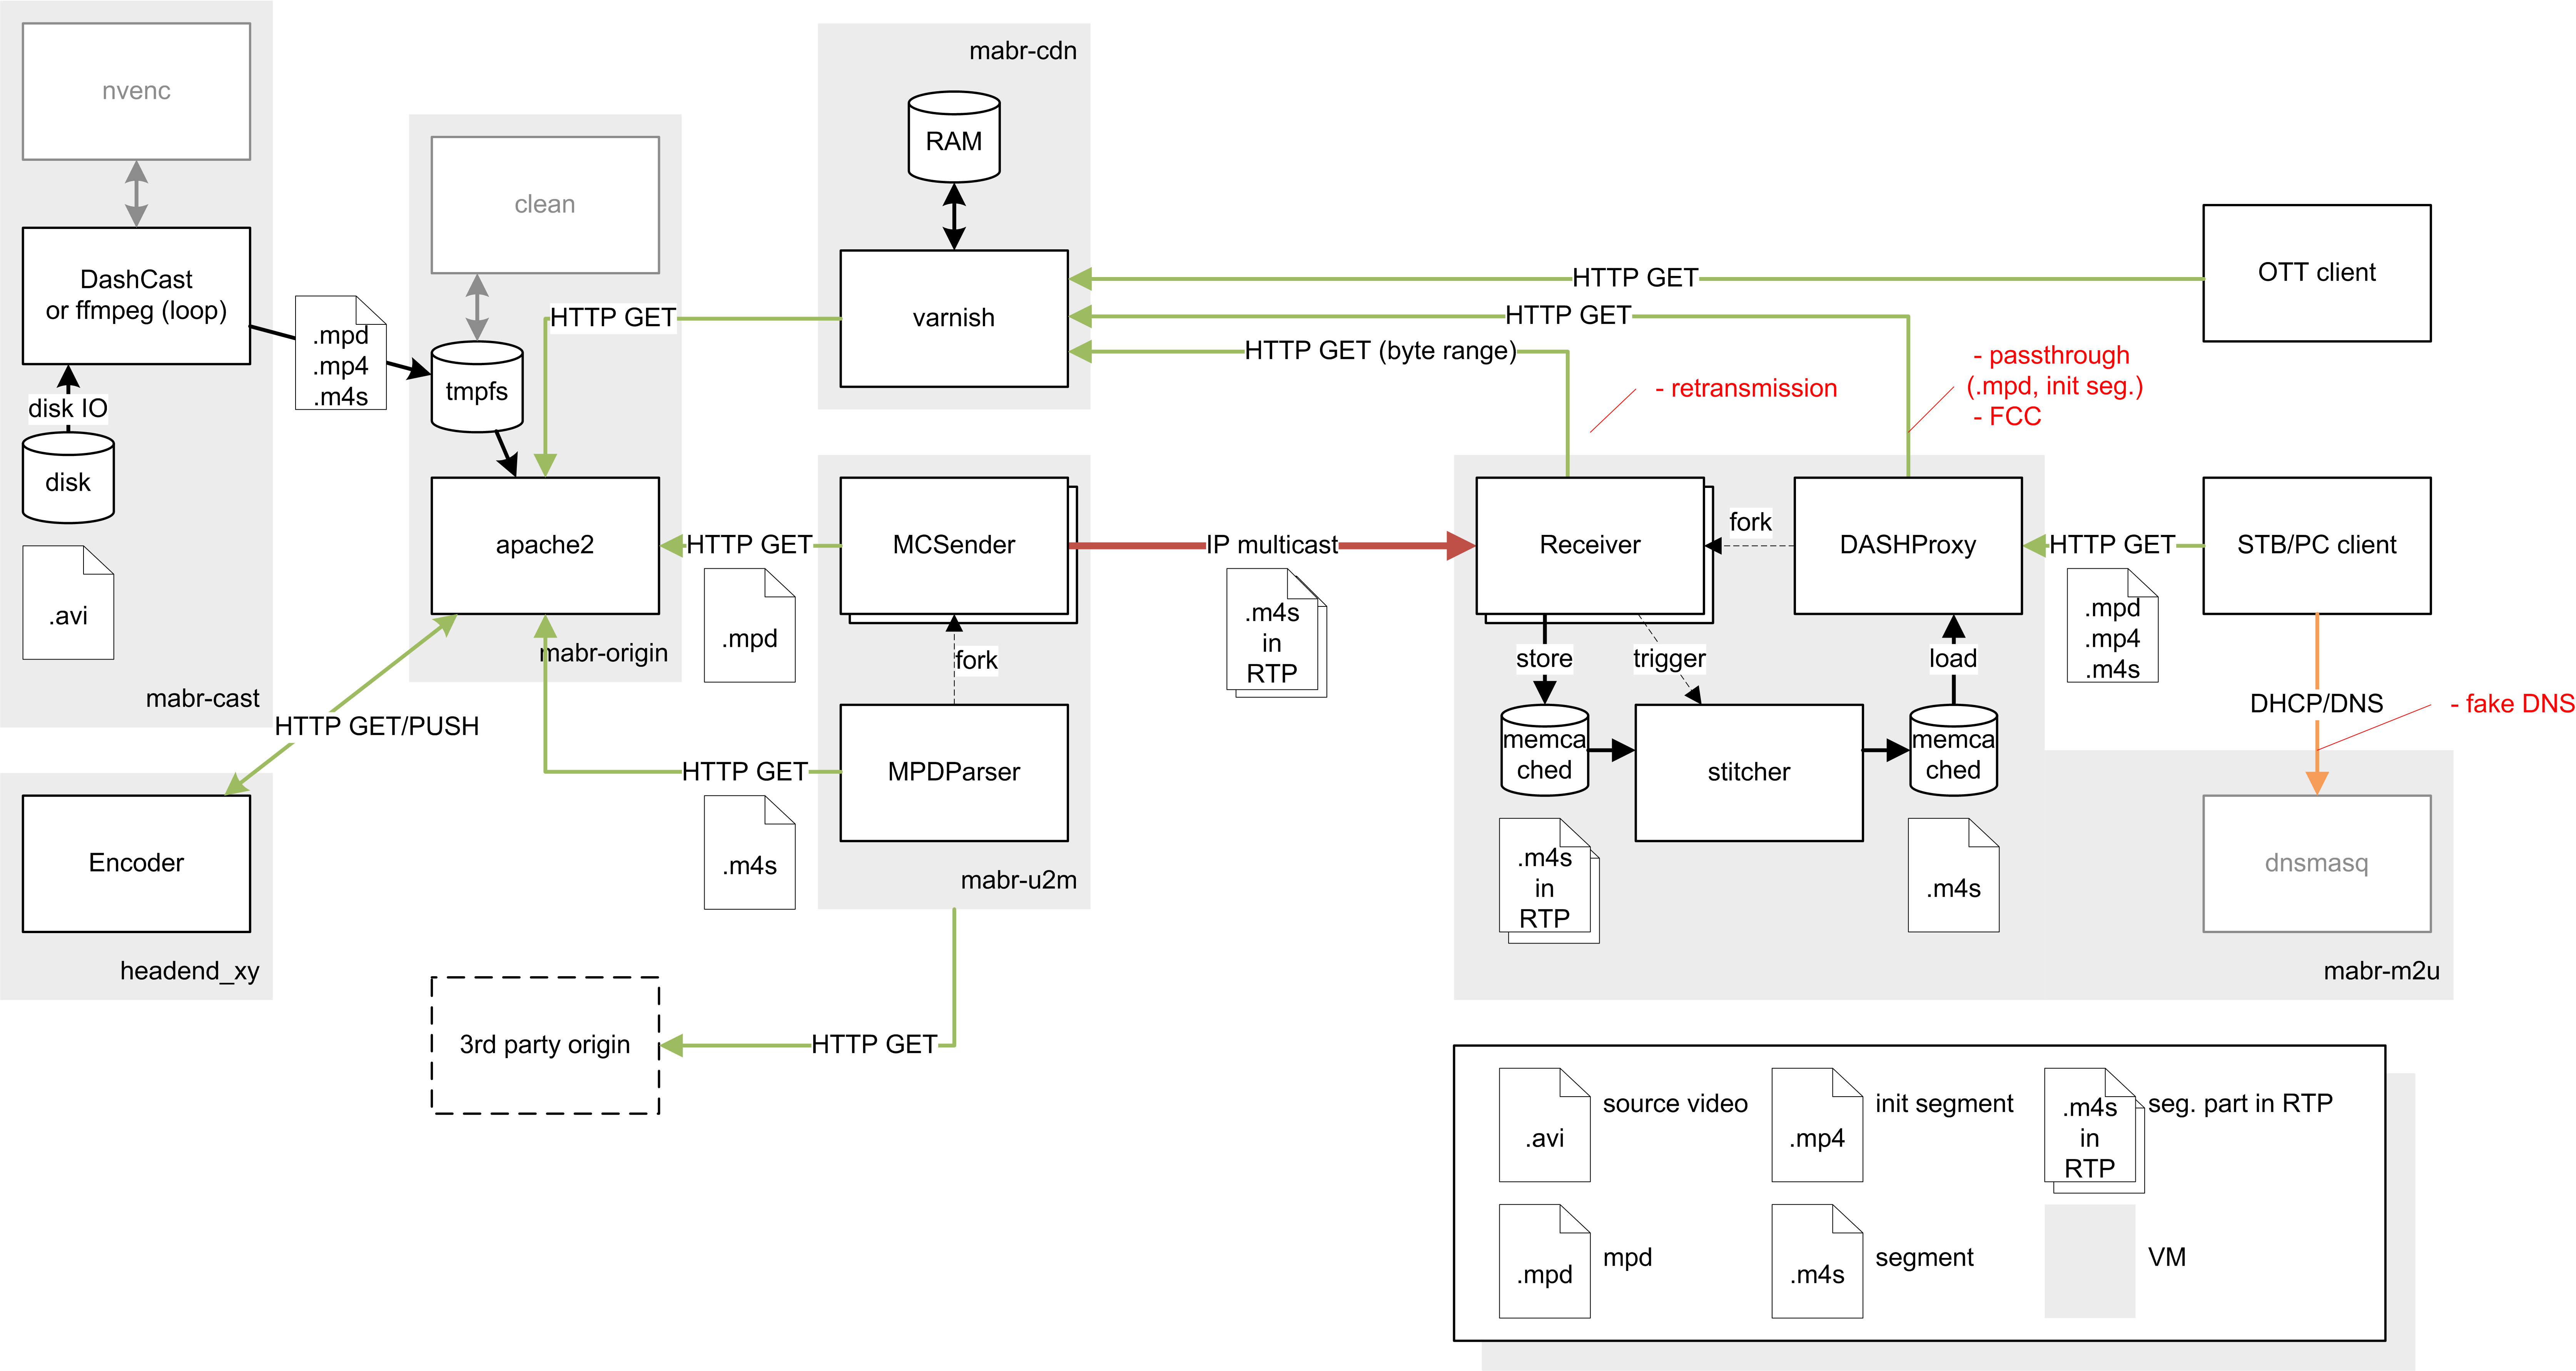 nvenc
DashCast
or ffmpeg (loop)
disk IO
disk
.avi
mabr-cast
.mpd
.mp4
.m4s
HTTP GET/PUSH
Encoder
headend_xy
clean
tmpfs
HTTP GET
apache2
mabr-origin
mabr-cdn
RAM
varnish
HTTP GET
HTTP GET
HTTP GET (byte range)
OTT client
- retransmission
- passthrough
(.mpd, init seg.)
- FCC
HTTP GET
.mpd
MCSender
fork
HTTP GET
.m4s
MPDParser
mabr-u2m
3rd party origin
HTTP GET
IP multicast
.m4s
in
RTP
Receiver
fork
DASHProxy
HTTP GET
.mpd
.mp4
.m4s
STB/PC client
store
trigger
load
memca
ched
stitcher
memca
ched
.m4s
in
RTP
.m4s
DHCP/DNS
- fake DNS
dnsmasq
mabr-m2u
.avi
source video
.mp4
init segment
.m4s
in
RTP
seg. part in RTP
.mpd
mpd
.m4s
segment
VM